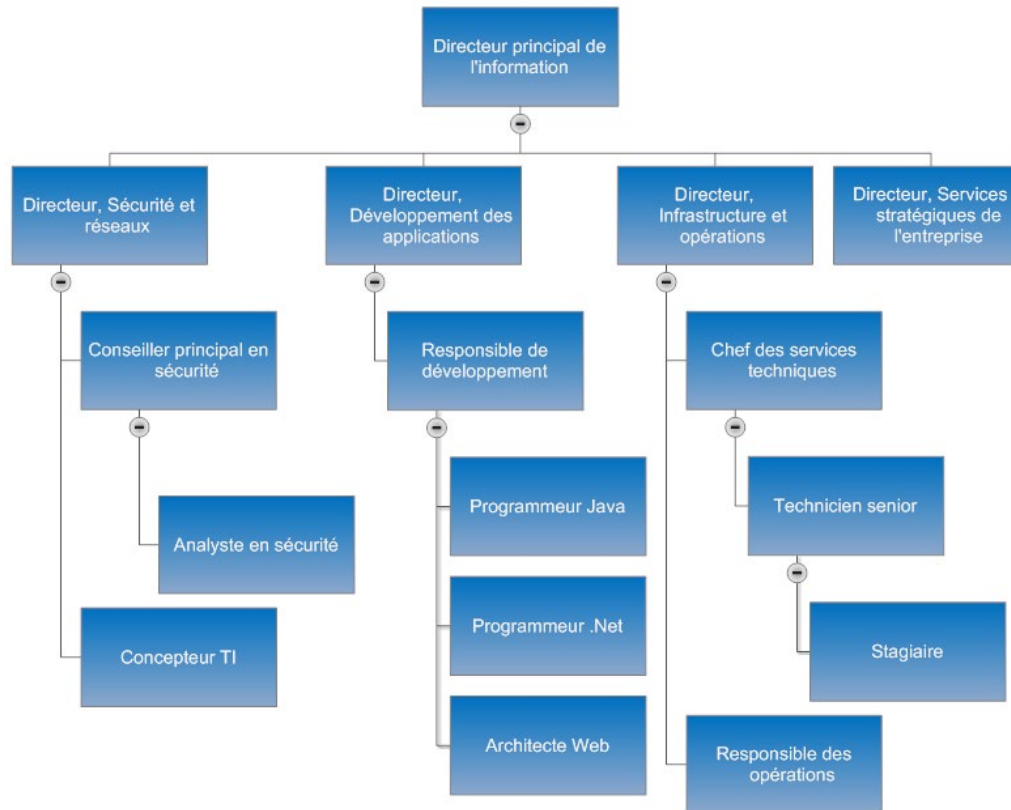 Directeur principal de
l'information
Directeur, Sécurité et
réseaux
Directeur,
Développement des
applications
Directeur,
Infrastructure et
opérations
Directeur, Services
stratégiques de
l'entreprise
Conseiller principal en
sécurité
Responsible de
développement
Chef des services
techniques
Analyste en sécurité
Programmeur Java
Technicien senior
Concepteur TI
Programmeur .Net
Stagiaire
Architecte Web
Responsible des
opérations